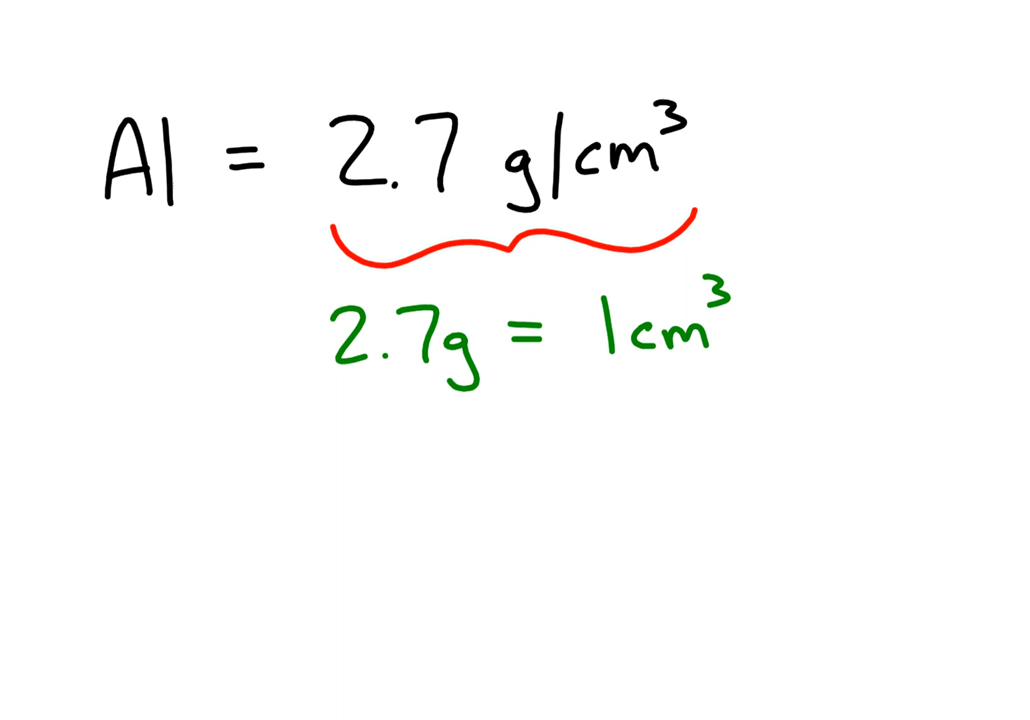 Al = 2.7 g/cm³
2.7g = 1cm³